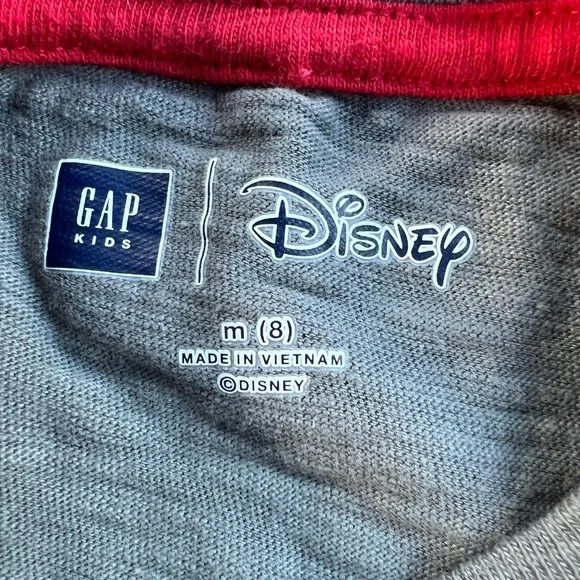 GAP
KIDS
Disney
m (8)
MADE IN VIETNAM
©DISNEY